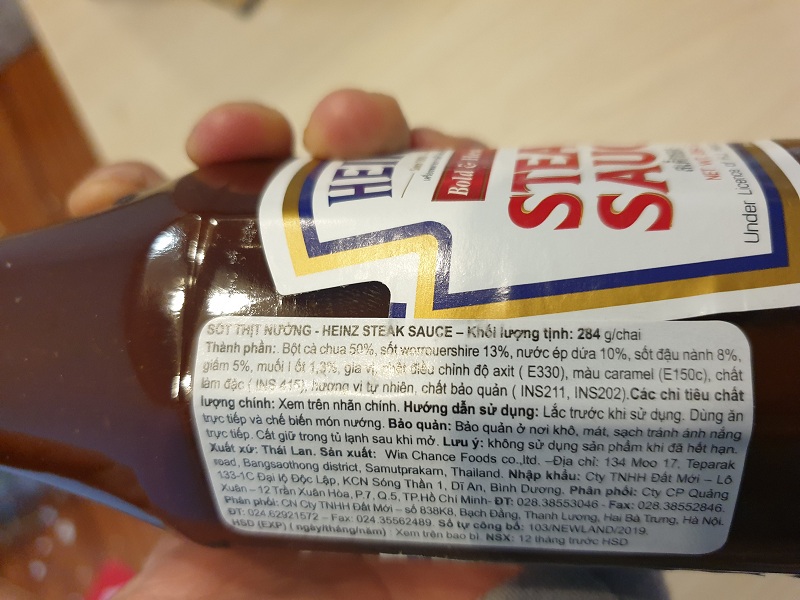 HEINZ
Bold &
STEAK
SAUCE
NET W
Under Licence of
SỐT THỊT NƯỚNG - HEINZ STEAK SAUCE – Khối lượng tịnh: 284 g/chai
Thành phần: Bột cà chua 50%, sốt worrouershire 13%, nước ép dứa 10%, sốt đậu nành 8%,
giấm 5%, muối I ốt 1,3%, gia vị, chất điều chỉnh độ axit ( E330), màu caramel (E150c), chất
làm đặc ( INS 415), hương vị tự nhiên, chất bảo quản ( INS211, INS202).Các chỉ tiêu chất
lượng chính: Xem trên nhãn chính. Hướng dẫn sử dụng: Lắc trước khi sử dụng. Dùng ăn
trực tiếp và chế biến món nướng. Bảo quản: Bảo quản ở nơi khô, mát, sạch tránh ánh nắng
trực tiếp. Cất giữ trong tủ lạnh sau khi mở. Lưu ý: không sử dụng sản phẩm khi đã hết hạn.
Xuất xứ: Thái Lan. Sản xuất: Win Chance Foods co.,ltd. –Địa chỉ: 134 Moo 17, Teparak
road, Bangsaothong district, Samutprakam, Thailand. Nhập khẩu: Cty TNHH Đất Mới – Lô
133-1C Đại lộ Độc Lập, KCN Sóng Thần 1, Dĩ An, Bình Dương. Phân phối: Cty CP Quảng
Xuân – 12 Trần Xuân Hòa, P.7, Q.5, TP.Hồ Chí Minh- ĐT: 028.38553046 - Fax: 028.38552846.
Phân phối: CN Cty TNHH Đất Mới – số 838K8, Bạch Đằng, Thanh Lương, Hai Bà Trưng, Hà Nội.
ĐT: 024.62921572 – Fax: 024.35562489. Số tự công bố: 103/NEWLAND/2019.
HSD (EXP) ( ngày/tháng/năm) : Xem trên bao bì. NSX: 12 tháng trước HSD